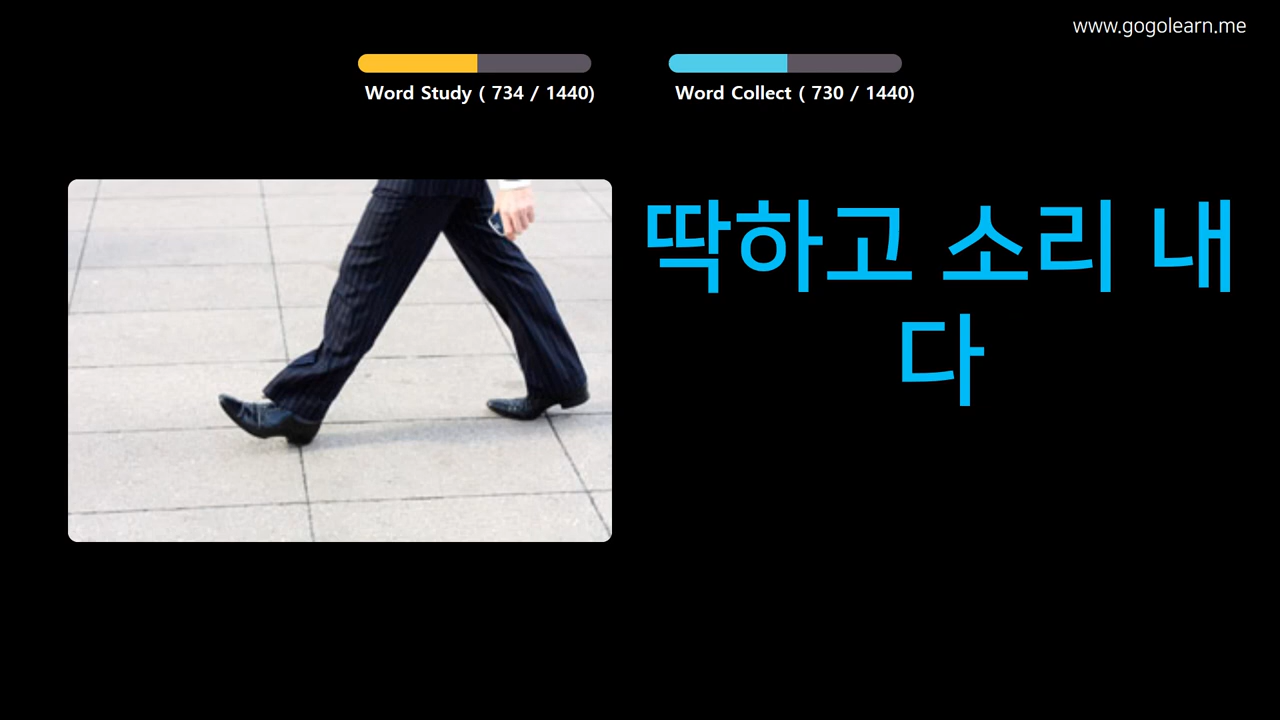 www.gogolearn.me
Word Study ( 734 / 1440)
Word Collect ( 730 / 1440)
딱하고 소리 내
다